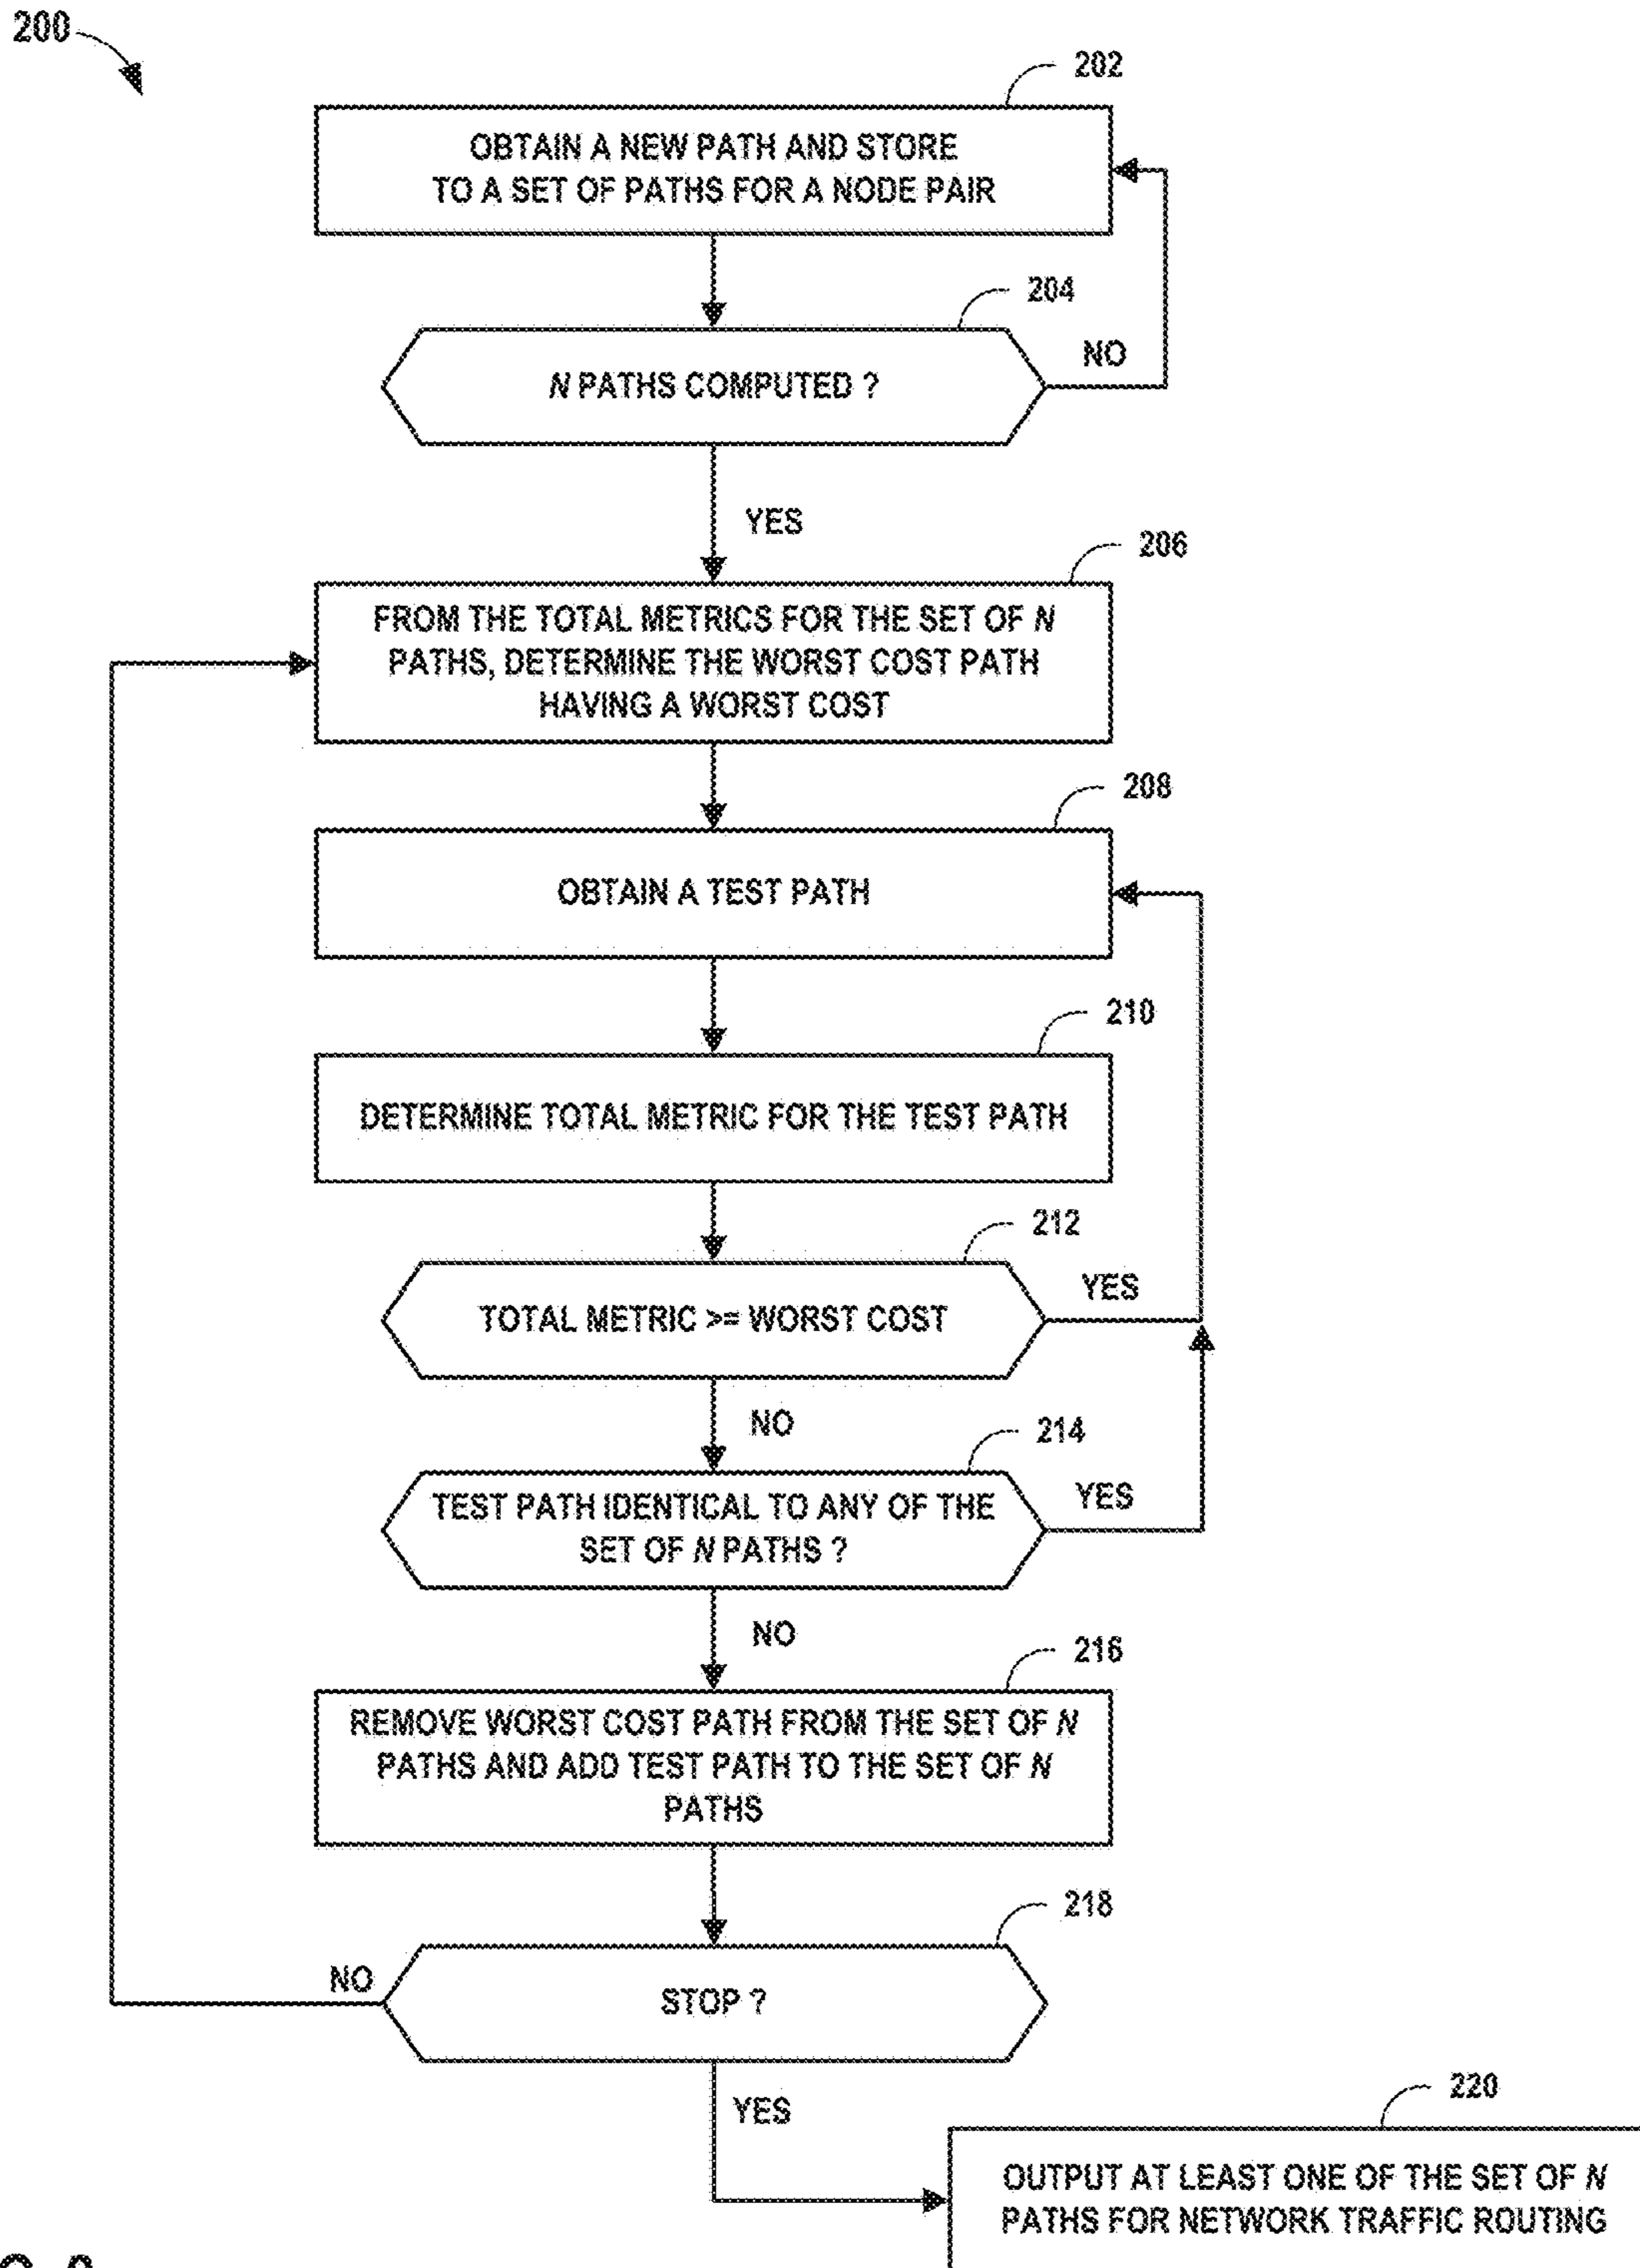 200
202
OBTAIN A NEW PATH AND STORE
TO A SET OF PATHS FOR A NODE PAIR
204
N PATHS COMPUTED ?
NO
YES
206
FROM THE TOTAL METRICS FOR THE SET OF N
PATHS, DETERMINE THE WORST COST PATH
HAVING A WORST COST
208
OBTAIN A TEST PATH
210
DETERMINE TOTAL METRIC FOR THE TEST PATH
212
TOTAL METRIC >= WORST COST
YES
NO
214
TEST PATH IDENTICAL TO ANY OF THE
SET OF N PATHS ?
YES
NO
216
REMOVE WORST COST PATH FROM THE SET OF N
PATHS AND ADD TEST PATH TO THE SET OF N
PATHS
218
STOP ?
NO
YES
220
OUTPUT AT LEAST ONE OF THE SET OF N
PATHS FOR NETWORK TRAFFIC ROUTING